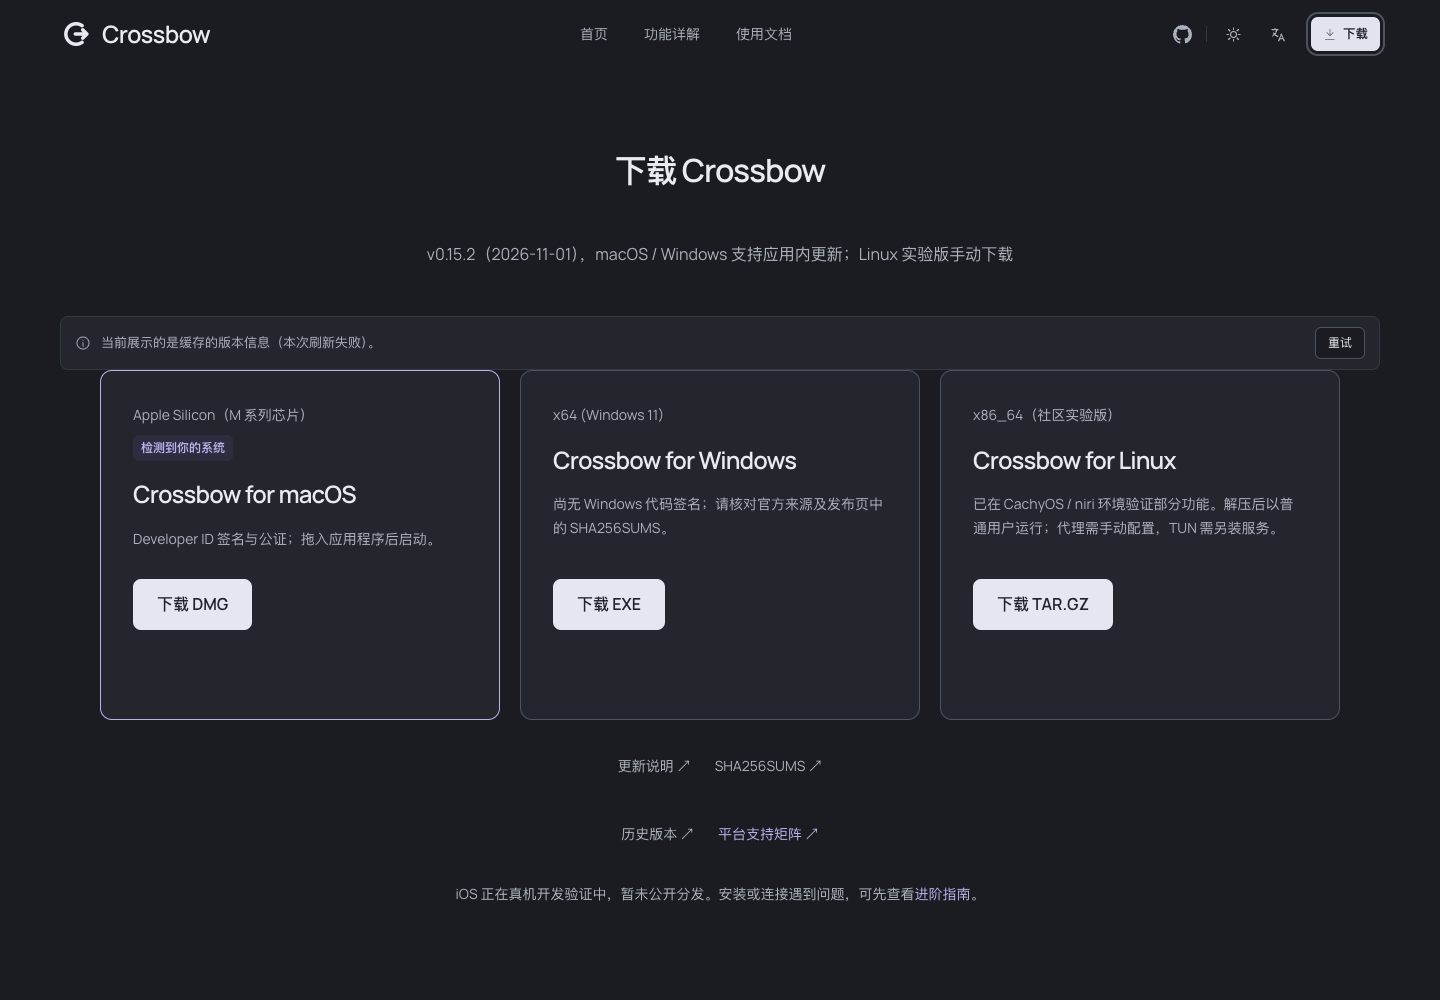 Crossbow
首页
功能详解
使用文档
下载
下载 Crossbow
v0.15.2（2026-11-01），macOS / Windows 支持应用内更新；Linux 实验版手动下载
当前展示的是缓存的版本信息（本次刷新失败）。
重试
Apple Silicon（M 系列芯片）
检测到你的系统
Crossbow for macOS
Developer ID 签名与公证；拖入应用程序后启动。
下载 DMG
x64 (Windows 11)
Crossbow for Windows
尚无 Windows 代码签名；请核对官方来源及发布页中
的 SHA256SUMS。
下载 EXE
x86_64（社区实验版）
Crossbow for Linux
已在 CachyOS / niri 环境验证部分功能。解压后以普
通用户运行；代理需手动配置，TUN 需另装服务。
下载 TAR.GZ
更新说明 ↗
SHA256SUMS ↗
历史版本 ↗
平台支持矩阵 ↗
iOS 正在真机开发验证中，暂未公开分发。安装或连接遇到问题，可先查看进阶指南。